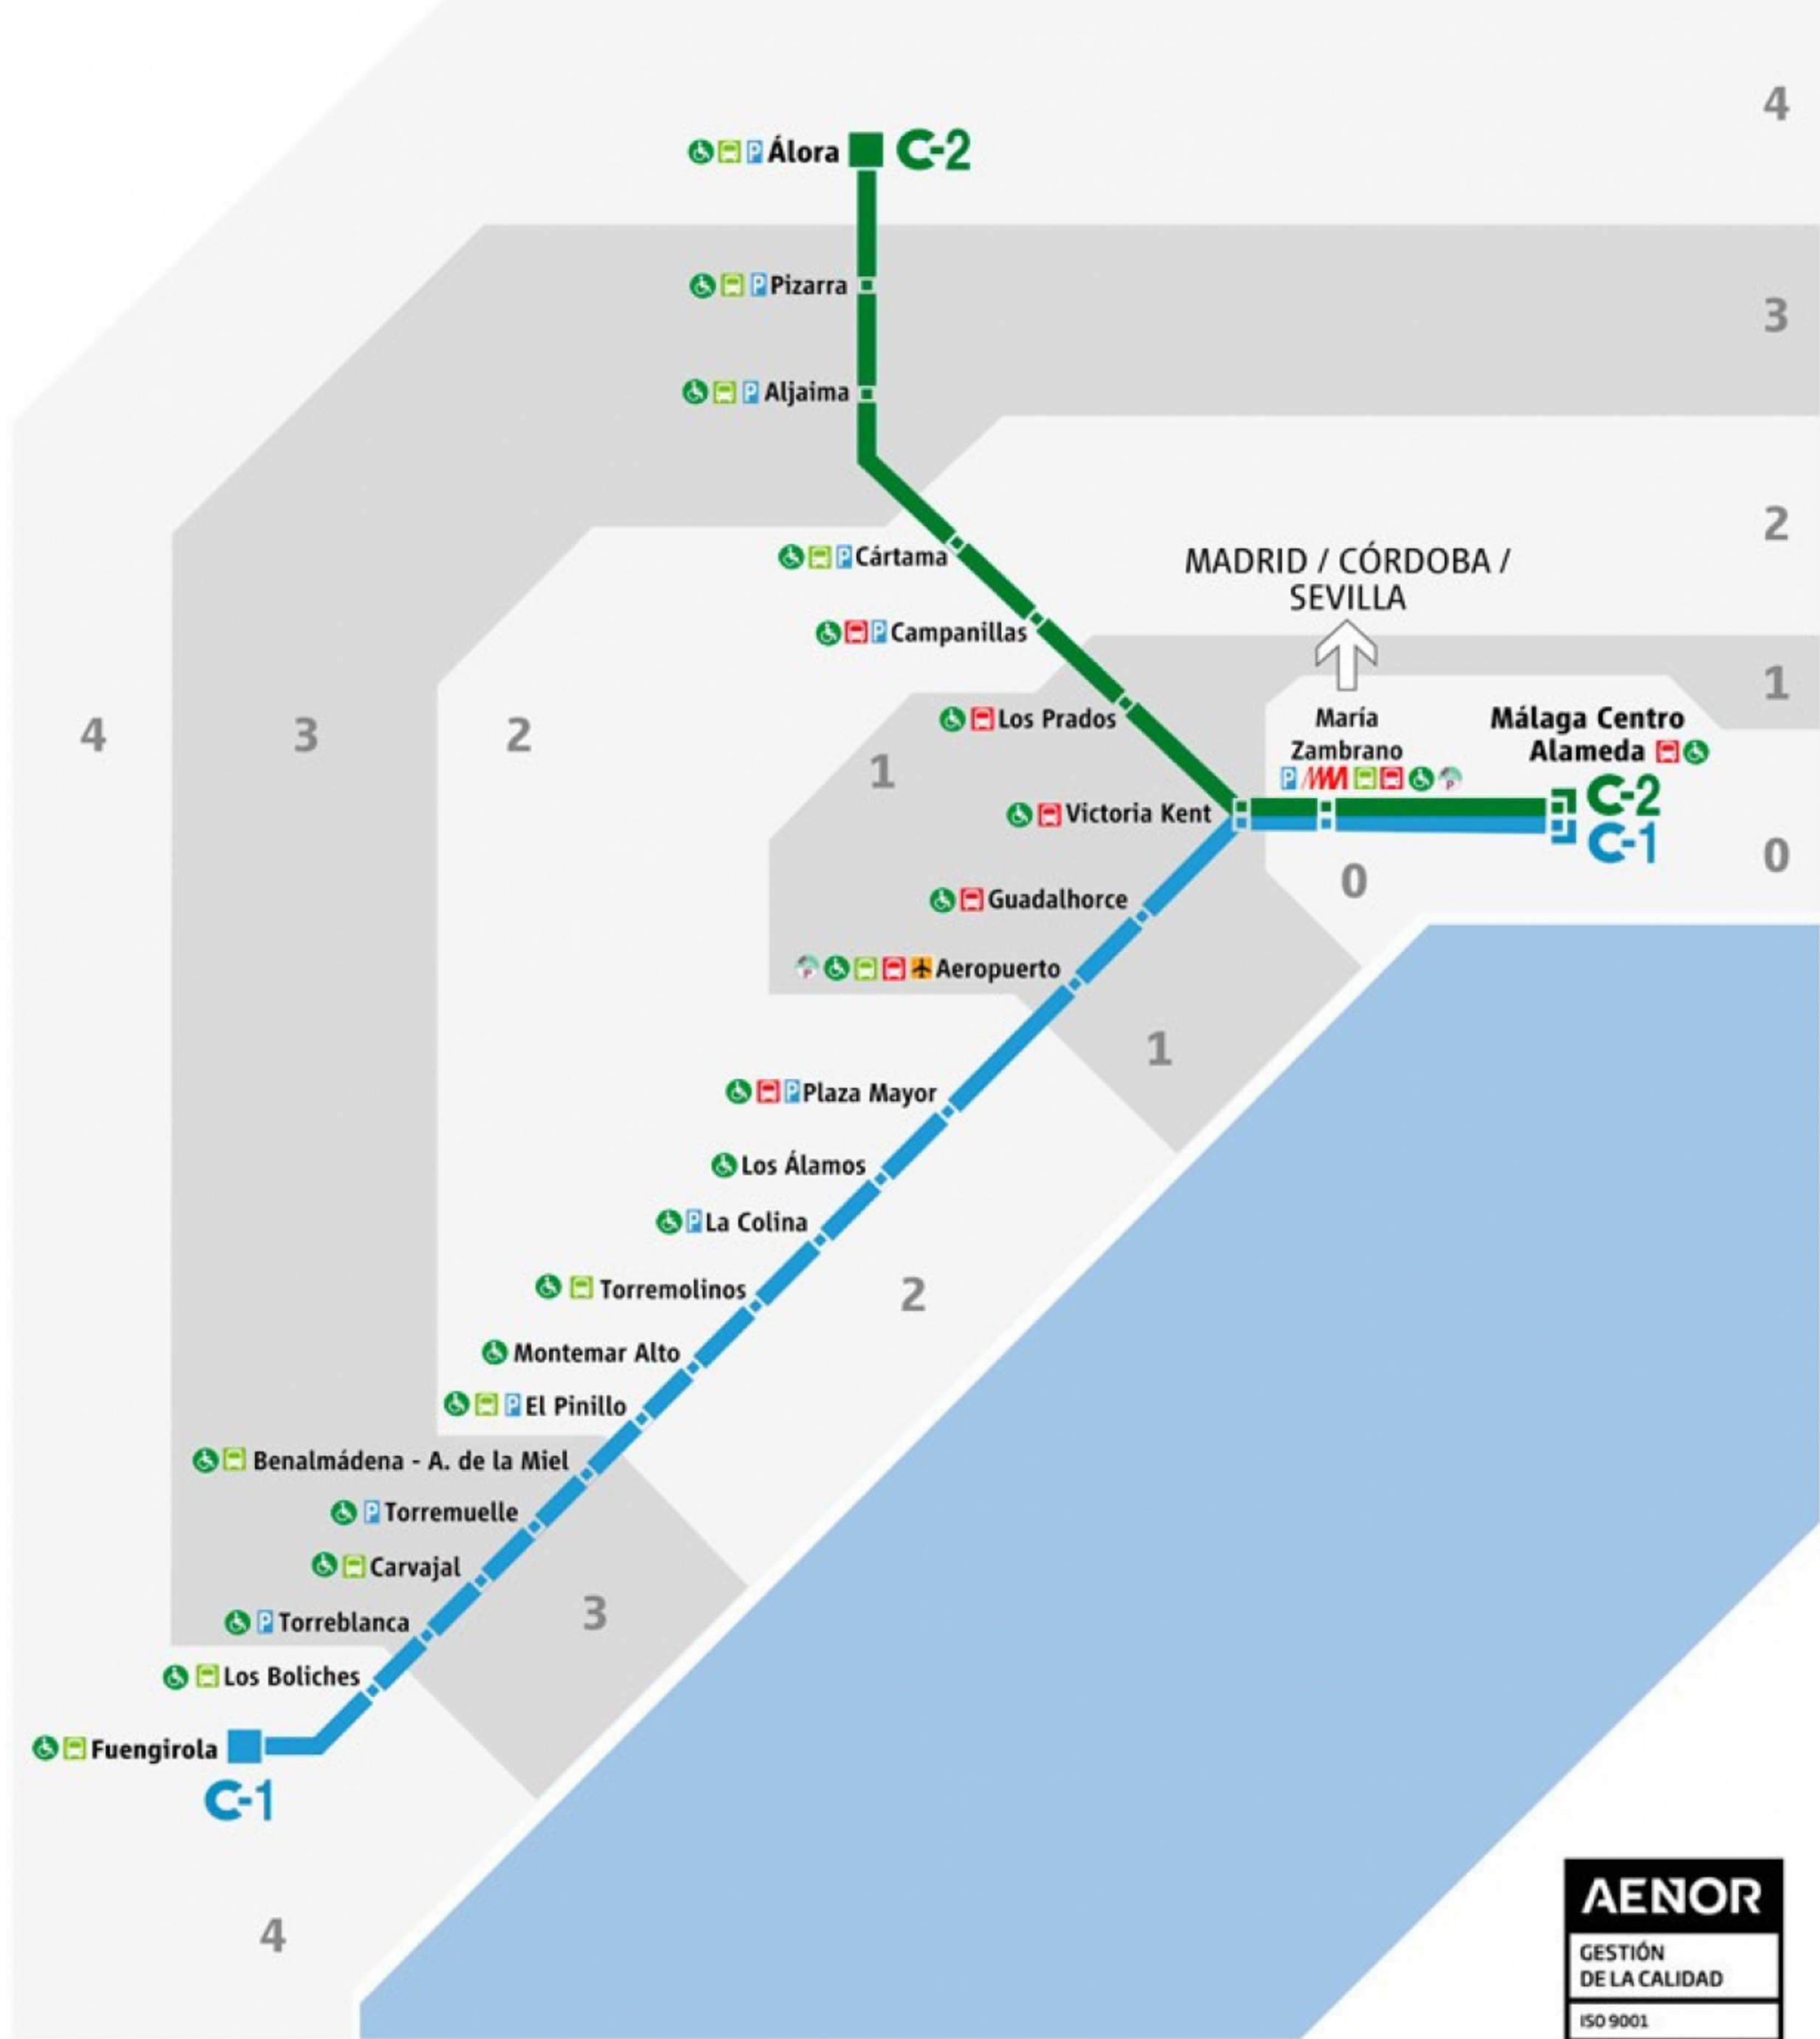 4
Álora C-2
Pizarra
3
Aljaima
2
Cártama
MADRID / CÓRDOBA /
SEVILLA
Campanillas
1
Los Prados
María
Zambrano
Málaga Centro
Alameda
4
3
2
1
Victoria Kent
C-2
C-1
0
0
Guadalhorce
Aeropuerto
1
Plaza Mayor
Los Álamos
La Colina
Torremolinos
2
Montemar Alto
El Pinillo
Benalmádena - A. de la Miel
Torremuelle
Carvajal
3
Torreblanca
Los Boliches
Fuengirola
C-1
4
AENOR
GESTIÓN
DE LA CALIDAD
ISO 9001